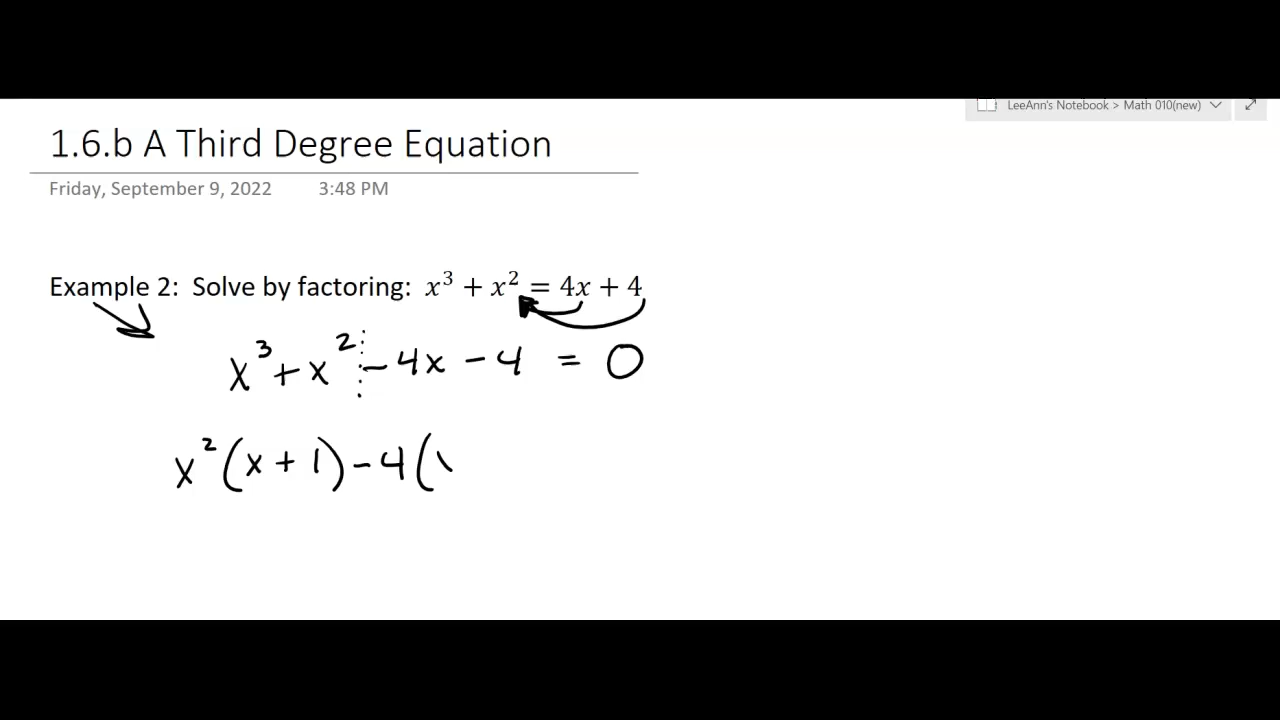 LeeAnn's Notebook > Math 010(new)
1.6.b A Third Degree Equation
Friday, September 9, 2022 3:48 PM
Example 2: Solve by factoring: x³ + x² = 4x + 4
x³ + x² - 4x - 4 = 0
x² (x + 1) - 4 (